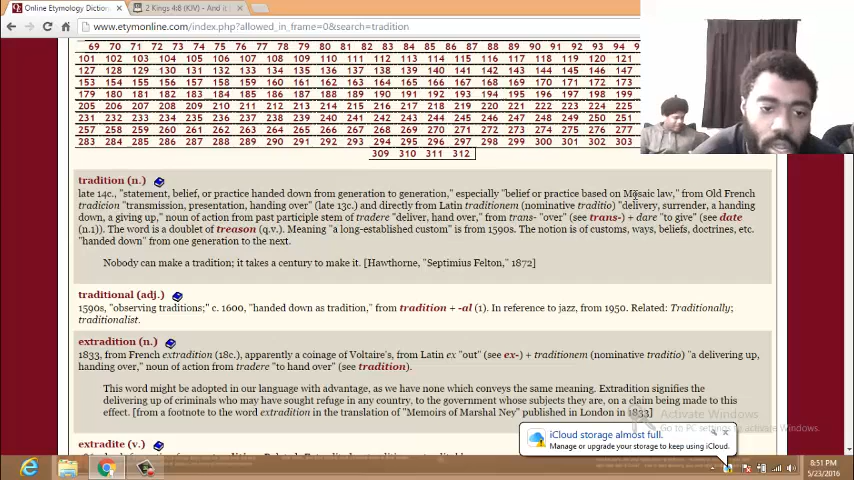 Online Etymology Dictionar
2 Kings 4:8 (KJV) - And it
www.etymonline.com/index.php?allowed_in_frame=0&search=tradition
69 70 71 72 73 74 75 76 77 78 79 80 81 82 83 84 85 86 87 88 89 90 91 92 93 94 9
101 102 103 104 105 106 107 108 109 110 111 112 113 114 115 116 117 118 119 120 121
127 128 129 130 131 132 133 134 135 136 137 138 139 140 141 142 143 144 145 146 147
153 154 155 156 157 158 159 160 161 162 163 164 165 166 167 168 169 170 171 172 173
179 180 181 182 183 184 185 186 187 188 189 190 191 192 193 194 195 196 197 198 199
205 206 207 208 209 210 211 212 213 214 215 216 217 218 219 220 221 222 223 224 225
231 232 233 234 235 236 237 238 239 240 241 242 243 244 245 246 247 248 249 250 251
257 258 259 260 261 262 263 264 265 266 267 268 269 270 271 272 273 274 275 276 277
283 284 285 286 287 288 289 290 291 292 293 294 295 296 297 298 299 300 301 302 303
309 310 311 312
tradition (n.)
late 14c., "statement, belief, or practice handed down from generation to generation," especially "belief or practice based on Mosaic law," from Old French
tradicion "transmission, presentation, handing over" (late 13c.) and directly from Latin traditionem (nominative traditio) "delivery, surrender, a handing
down, a giving up," noun of action from past participle stem of tradere "deliver, hand over," from trans- "over" (see trans-) + dare "to give" (see date
(n.1)). The word is a doublet of treason (q.v.). Meaning "a long-established custom" is from 1590s. The notion is of customs, ways, beliefs, doctrines, etc.
"handed down" from one generation to the next.
Nobody can make a tradition; it takes a century to make it. [Hawthorne, "Septimius Felton," 1872]
traditional (adj.)
1590s, "observing traditions;" c. 1600, "handed down as tradition," from tradition + -al (1). In reference to jazz, from 1950. Related: Traditionally;
traditionalist.
extradition (n.)
1833, from French extradition (18c.), apparently a coinage of Voltaire's, from Latin ex "out" (see ex-) + traditionem (nominative traditio) "a delivering up,
handing over," noun of action from tradere "to hand over" (see tradition).
This word might be adopted in our language with advantage, as we have none which conveys the same meaning. Extradition signifies the
delivering up of criminals who may have sought refuge in any country, to the government whose subjects they are, on a claim being made to this
effect. [from a footnote to the word extradition in the translation of "Memoirs of Marshal Ney" published in London in 1833]
Activate Windows
Go to PC settings to activate Windows.
extradite (v.)
iCloud storage almost full.
Manage or upgrade your storage to keep using iCloud.
8:51 PM
5/23/2016